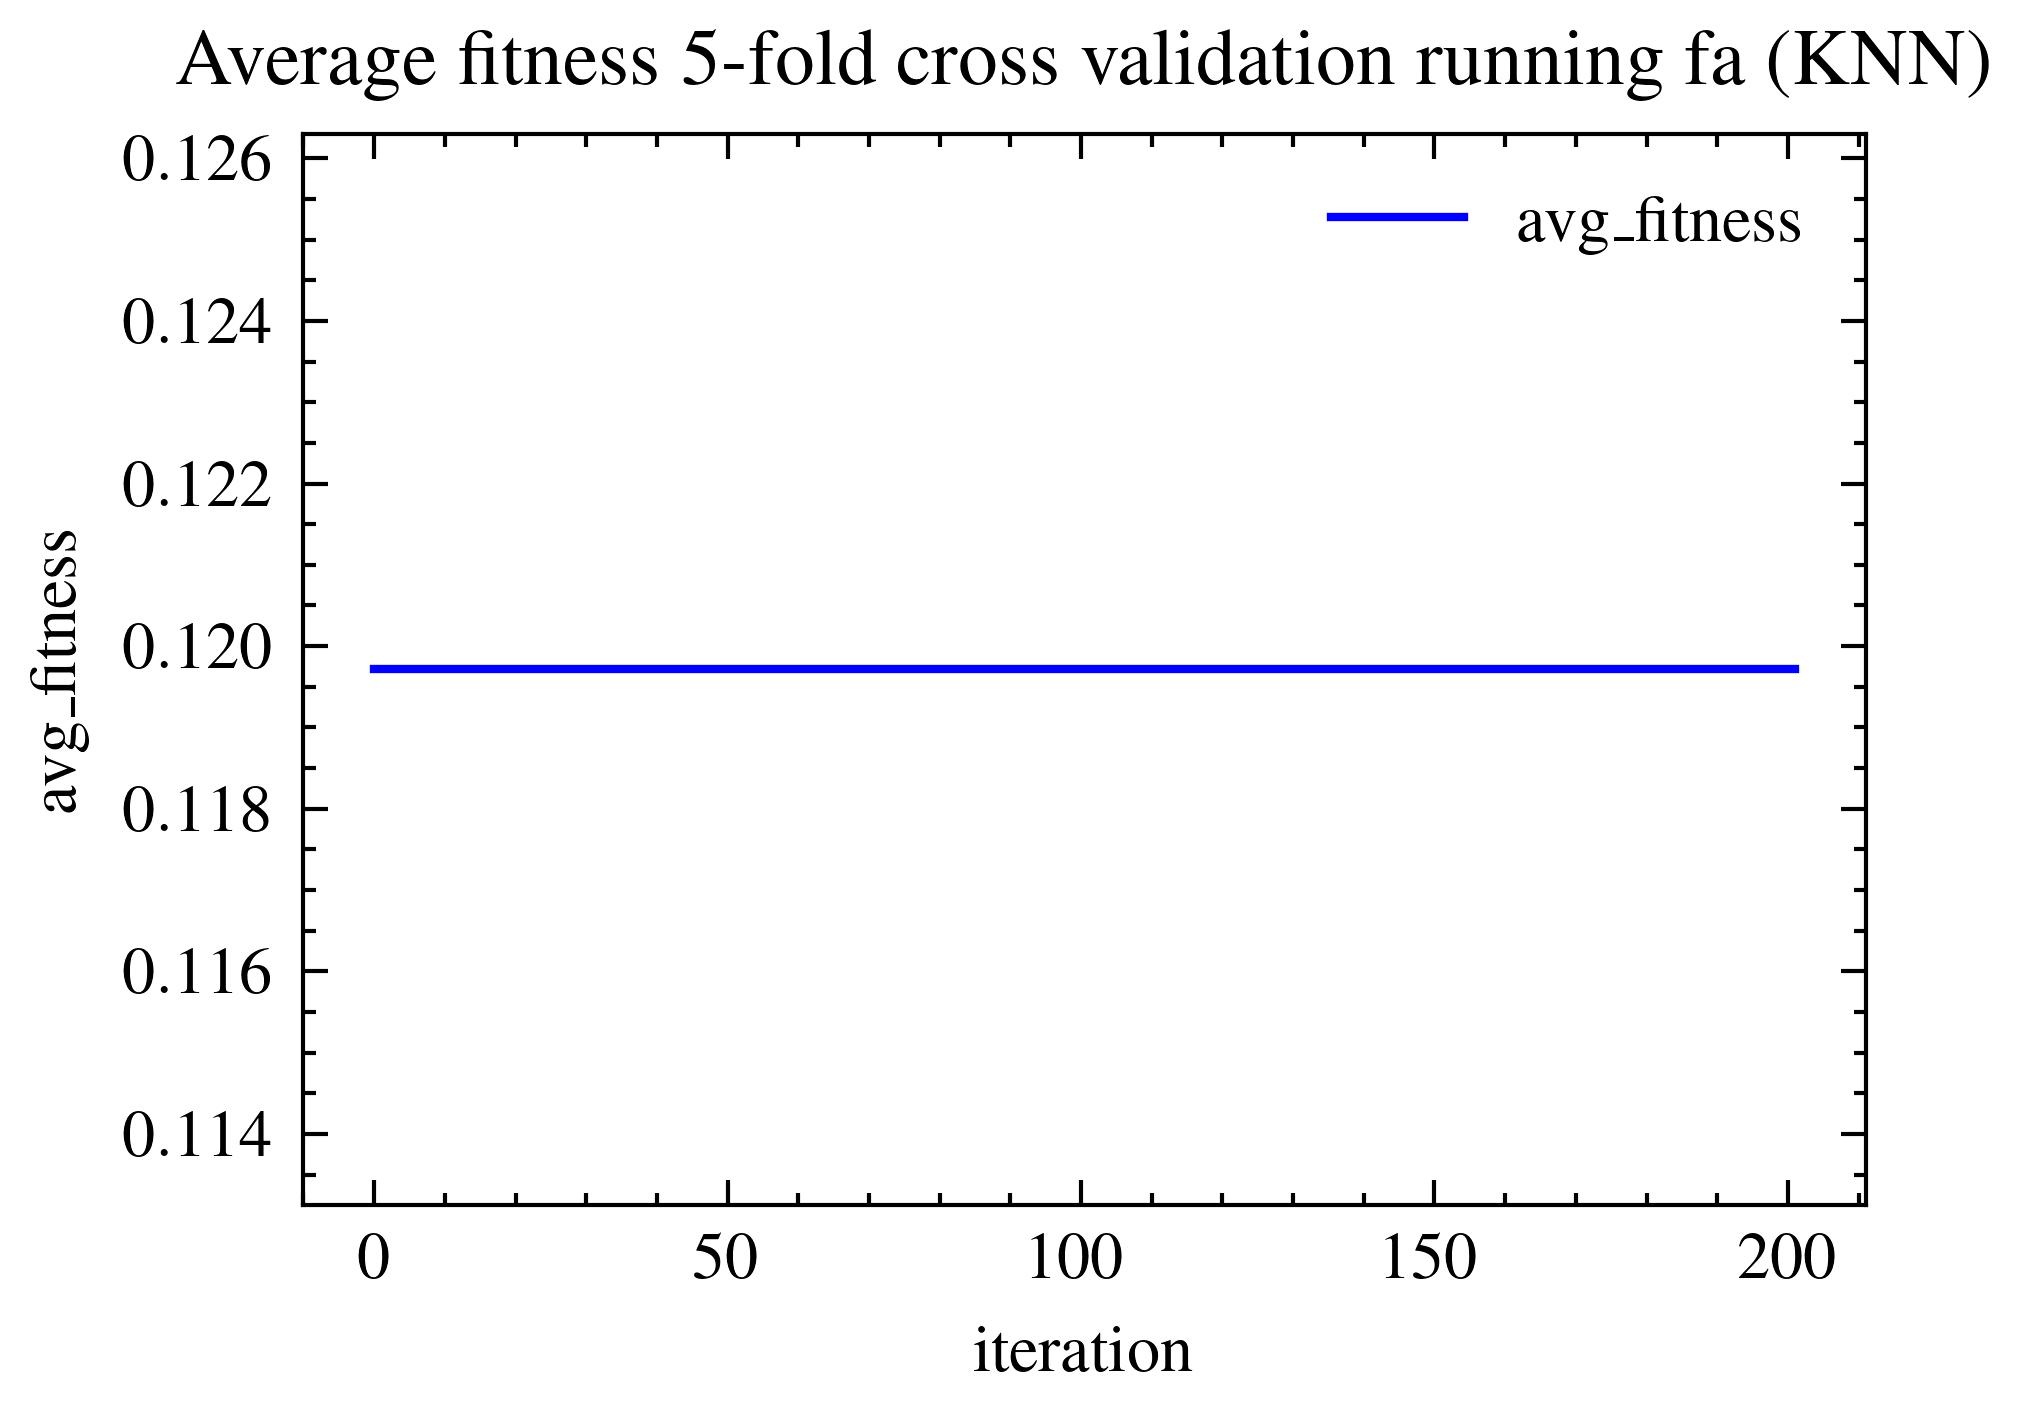 Average fitness 5-fold cross validation running fa (KNN)
0.126
avg_fitness
0.124
0.122
0.120
0.118
0.116
0.114
avg_fitness
0 50 100 150 200
iteration